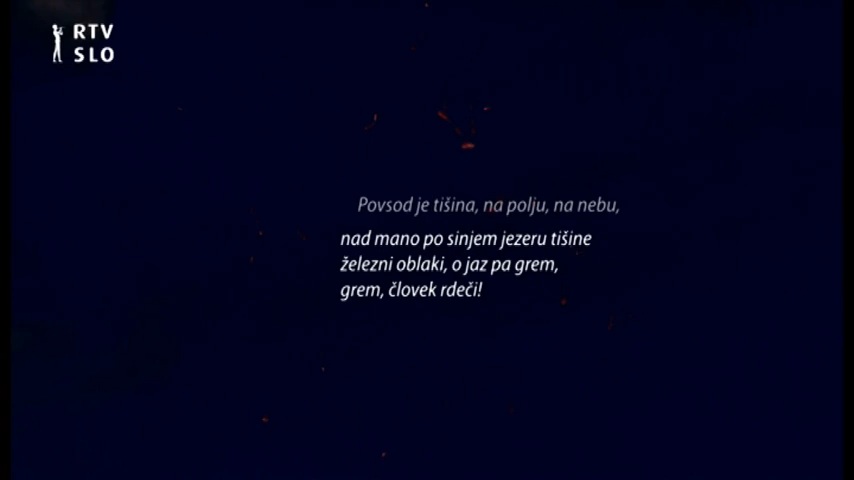 RTV
SLO
Povsod je tišina, na polju, na nebu,
nad mano po sinjem jezeru tišine
železni oblaki, o jaz pa grem,
grem, človek rdeči!